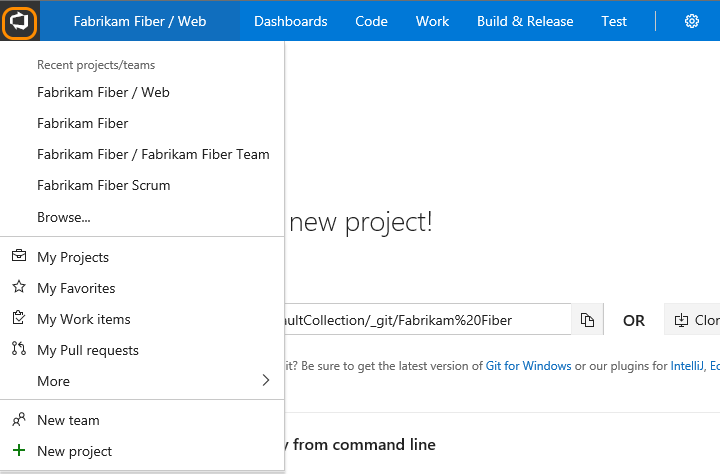 Fabrikam Fiber / Web Dashboards Code Work Build & Release Test
Recent projects/teams
Fabrikam Fiber / Web
Fabrikam Fiber
Fabrikam Fiber / Fabrikam Fiber Team
Fabrikam Fiber Scrum
Browse...
new project!
My Projects
My Favorites
My Work items
My Pull requests
More
New team
New project
aultCollection/_git/Fabrikam%20Fiber OR Clon
it? Be sure to get the latest version of Git for Windows or our plugins for IntelliJ, Ec
y from command line